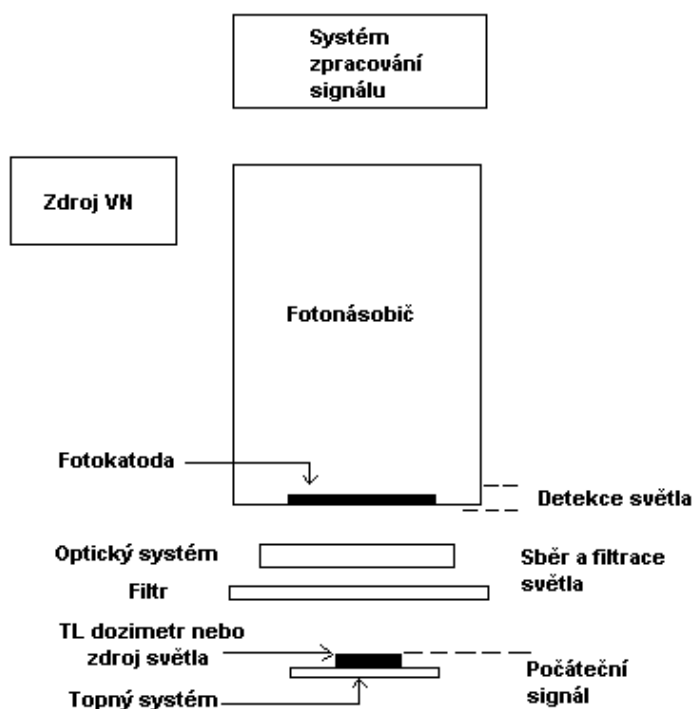 Systém
zpracování
signálu
Zdroj VN
Fotonásobič
Fotokatoda
Detekce světla
Optický systém
Sběr a filtrace
světla
Filtr
TL dozimetr nebo
zdroj světla
Počáteční
signál
Topný systém